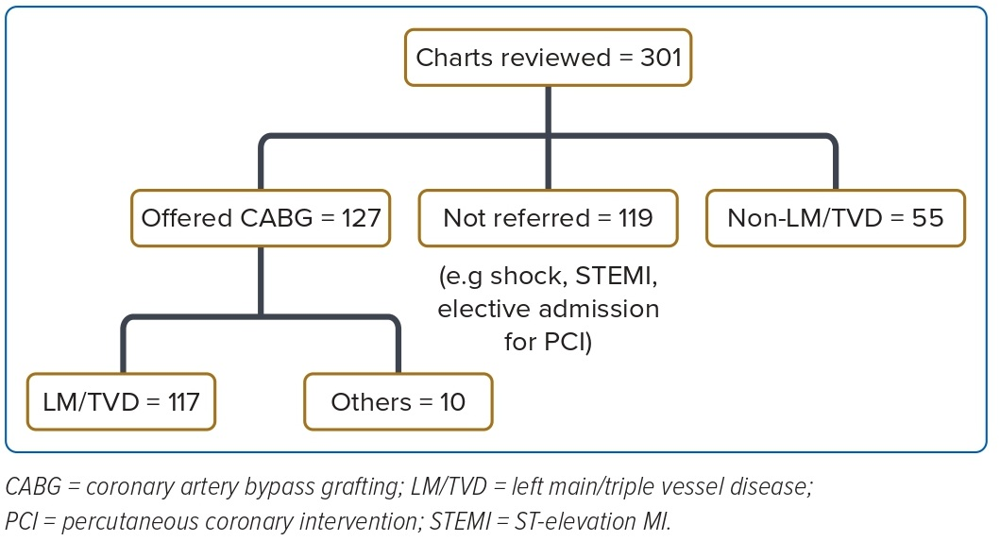 Charts reviewed = 301
Offered CABG = 127
Not referred = 119
Non-LM/TVD = 55
(e.g shock, STEMI,
elective admission
for PCI)
LM/TVD = 117
Others = 10
CABG = coronary artery bypass grafting; LM/TVD = left main/triple vessel disease;
PCI = percutaneous coronary intervention; STEMI = ST-elevation MI.